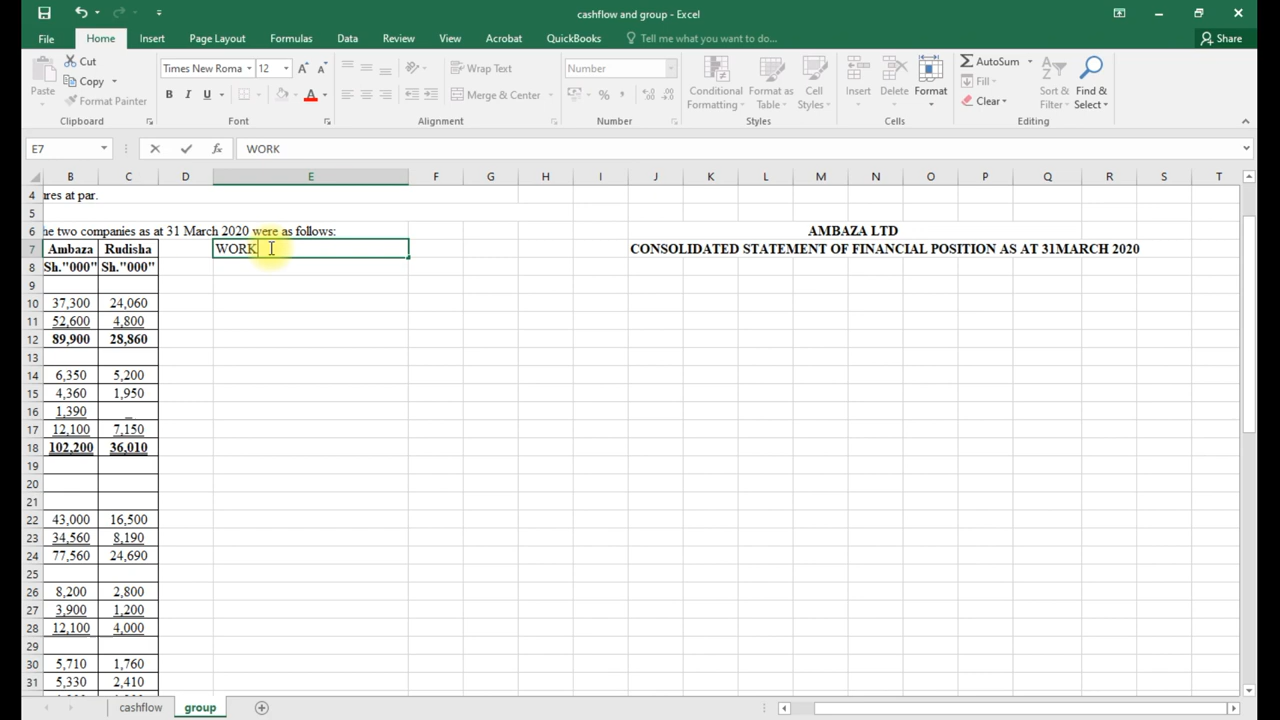 cashflow and group - Excel
File Home Insert Page Layout Formulas Data Review View Acrobat QuickBooks Tell me what you want to do... Share
Paste Cut Copy Format Painter
Times New Roma 12
B I U A
Wrap Text
Merge & Center
Number
%
Conditional Formatting Format as Table Cell Styles
Insert Delete Format
AutoSum Fill Clear
Sort & Filter Find & Select
Clipboard Font Alignment Number Styles Cells Editing
E7 fx WORK
B C D E F G H I J K L M N O P Q R S T
4 ures at par.
5
6 he two companies as at 31 March 2020 were as follows: AMBAZA LTD
7 Ambaza Rudisha WORK CONSOLIDATED STATEMENT OF FINANCIAL POSITION AS AT 31MARCH 2020
8 Sh."000" Sh."000"
9
10 37,300 24,060
11 52,600 4,800
12 89,900 28,860
13
14 6,350 5,200
15 4,360 1,950
16 1,390 _
17 12,100 7,150
18 102,200 36,010
19
20
21
22 43,000 16,500
23 34,560 8,190
24 77,560 24,690
25
26 8,200 2,800
27 3,900 1,200
28 12,100 4,000
29
30 5,710 1,760
31 5,330 2,410
cashflow group